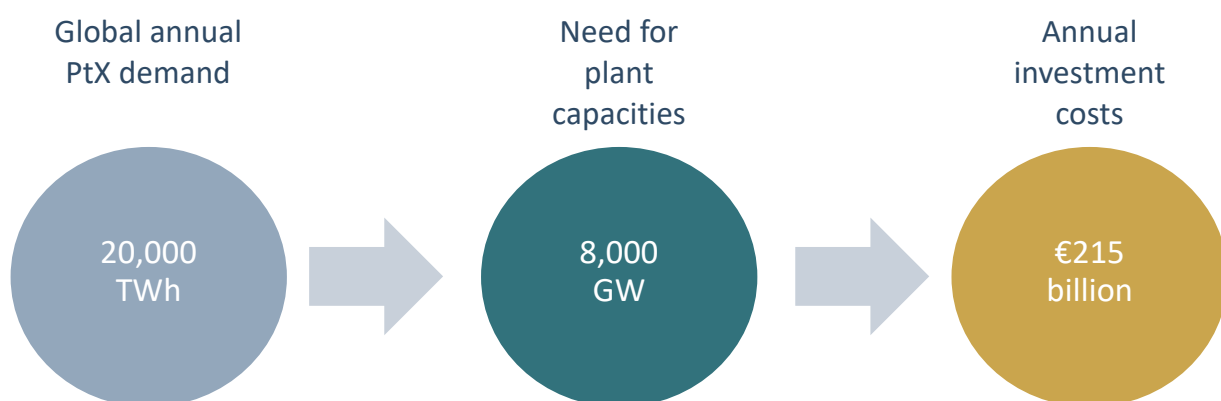 Global annual
PtX demand
Need for
plant
capacities
Annual
investment
costs
20,000
TWh
8,000
GW
€215
billion